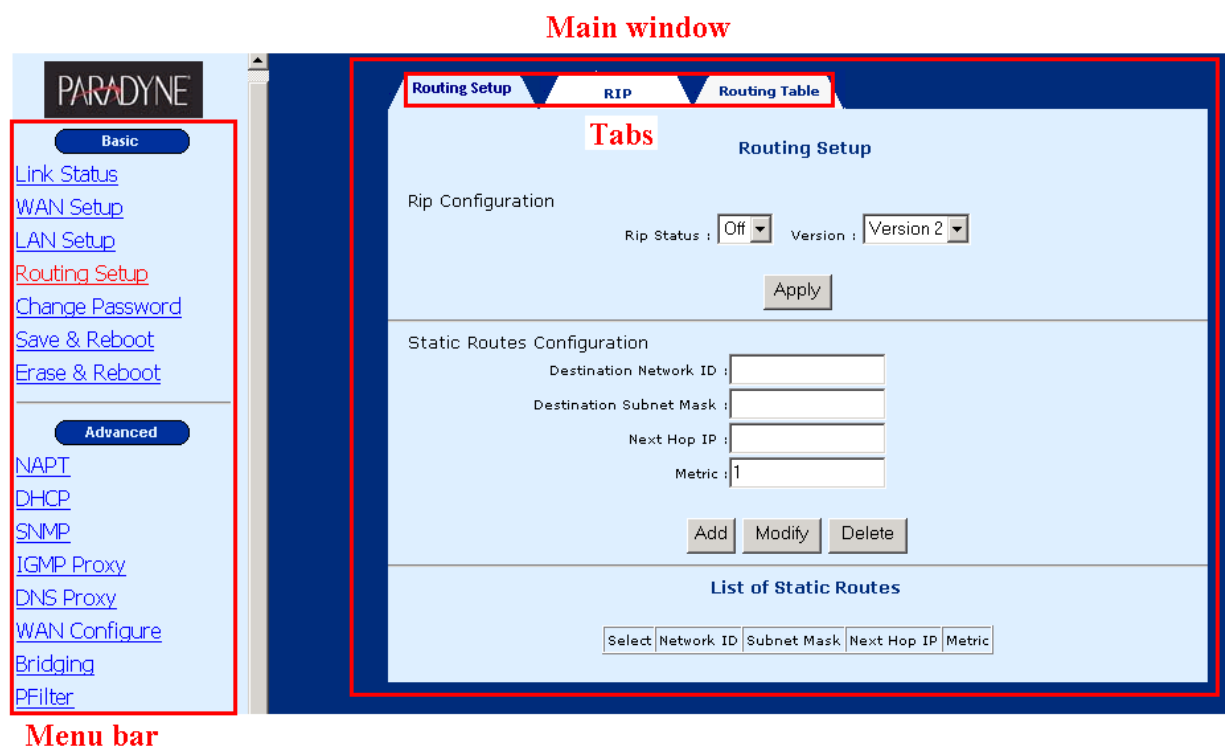 Main window
PARADYNE
Basic
Link Status
WAN Setup
LAN Setup
Routing Setup
Change Password
Save & Reboot
Erase & Reboot
Advanced
NAPT
DHCP
SNMP
IGMP Proxy
DNS Proxy
WAN Configure
Bridging
PFilter
Menu bar
Routing Setup RIP Routing Table
Tabs
Routing Setup
Rip Configuration
Rip Status : Off Version : Version 2
Apply
Static Routes Configuration
Destination Network ID :
Destination Subnet Mask :
Next Hop IP :
Metric : 1
Add Modify Delete
List of Static Routes
Select Network ID Subnet Mask Next Hop IP Metric